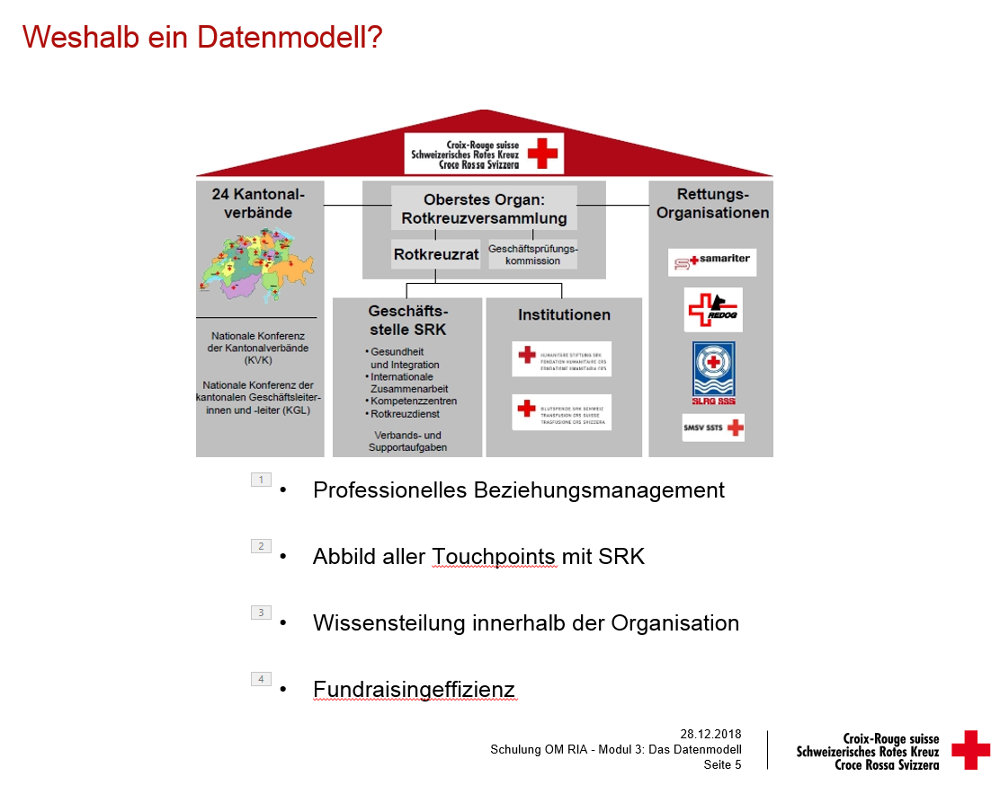 Weshalb ein Datenmodell?
Croix-Rouge suisse
Schweizerisches Rotes Kreuz
Croce Rossa Svizzera
24 Kantonal-
verbände
Nationale Konferenz
der Kantonalverbände
(KVK)
Nationale Konferenz der
kantonalen Geschäftsleiter-
innen und -leiter (KGL)
Oberstes Organ:
Rotkreuzversammlung
Rotkreuzrat
Geschäftsprüfungs-
kommission
Geschäfts-
stelle SRK
• Gesundheit
und Integration
• Internationale
Zusammenarbeit
• Kompetenzzentren
• Rotkreuzdienst
Verbands- und
Supportaufgaben
Institutionen
HUMANITÄRE STIFTUNG SRK
FONDATION HUMANITAIRE CRS
FONDAZIONE UMANITARIA CRS
BLUTSPENDE SRK SCHWEIZ
TRANSFUSION CRS SUISSE
TRASFUSIONE CRS SVIZZERA
Rettungs-
Organisationen
samariter
REDOG
SLRG SSS
SMSV SSTS
1
• Professionelles Beziehungsmanagement
2
• Abbild aller Touchpoints mit SRK
3
• Wissensteilung innerhalb der Organisation
4
• Fundraisingeffizienz
28.12.2018
Schulung OM RIA - Modul 3: Das Datenmodell
Seite 5
Croix-Rouge suisse
Schweizerisches Rotes Kreuz
Croce Rossa Svizzera